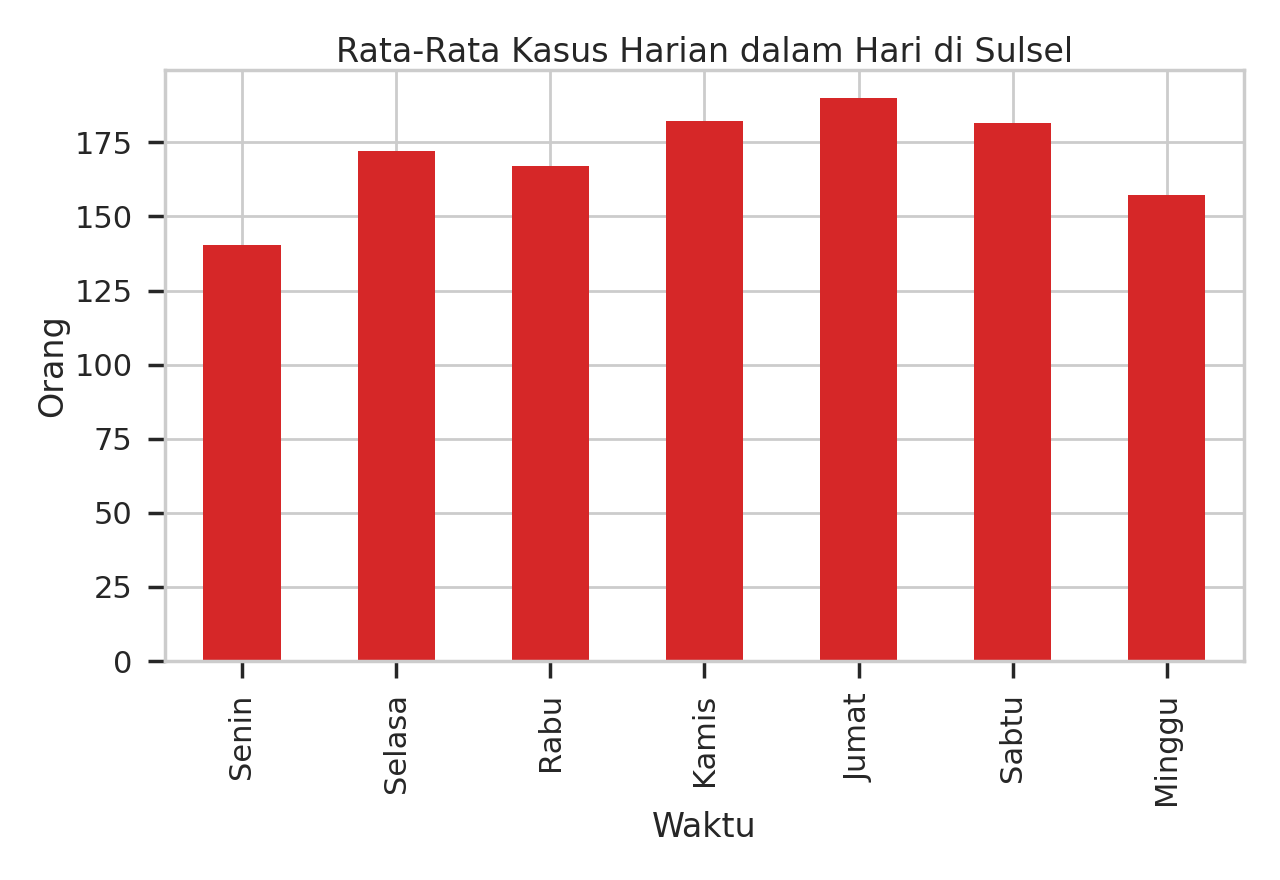 Rata-Rata Kasus Harian dalam Hari di Sulsel
Orang
175
150
125
100
75
50
25
0
Senin
Selasa
Rabu
Kamis
Jumat
Sabtu
Minggu
Waktu